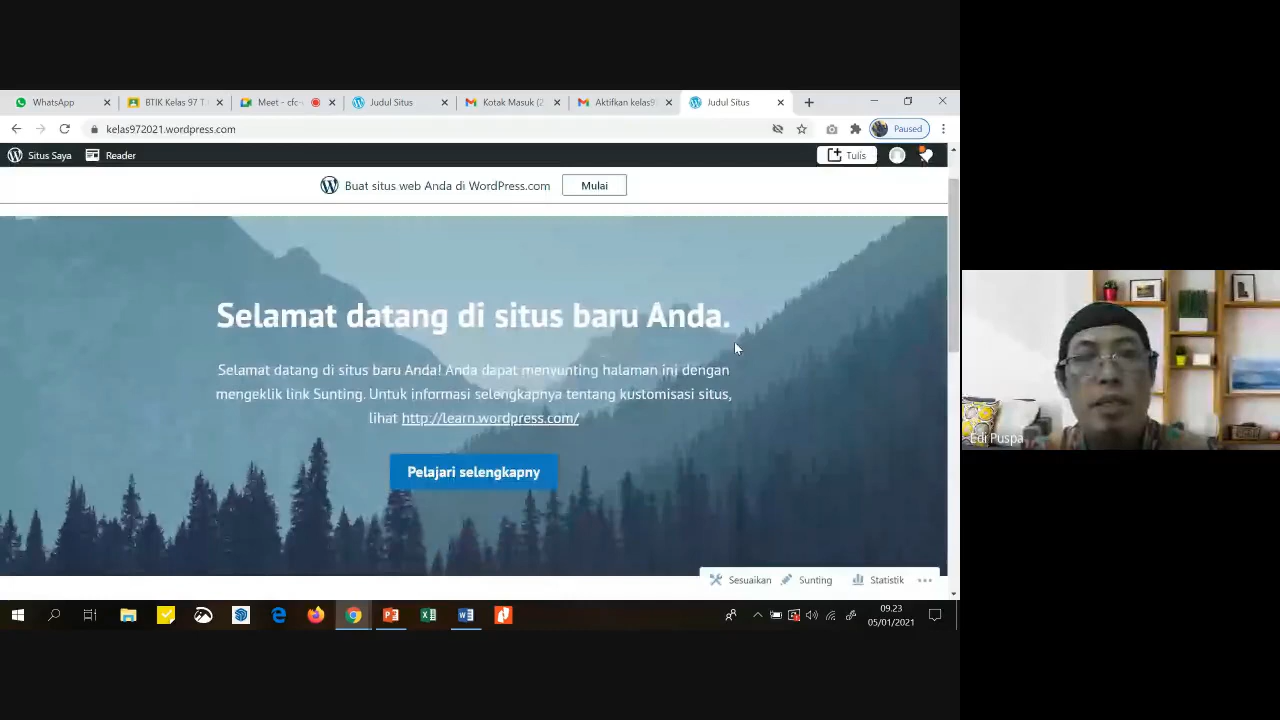 WhatsApp
BTIK Kelas 97 T.
Meet - cfc-
Judul Situs
Kotak Masuk (2
Aktifkan kelas9
Judul Situs
kelas972021.wordpress.com
Paused
Situs Saya
Reader
Tulis
Buat situs web Anda di WordPress.com
Mulai
Selamat datang di situs baru Anda.
Selamat datang di situs baru Anda! Anda dapat menyunting halaman ini dengan
mengeklik link Sunting. Untuk informasi selengkapnya tentang kustomisasi situs,
lihat http://learn.wordpress.com/
Pelajari selengkapny
Edi Puspa
Sesuaikan
Sunting
Statistik
09.23
05/01/2021